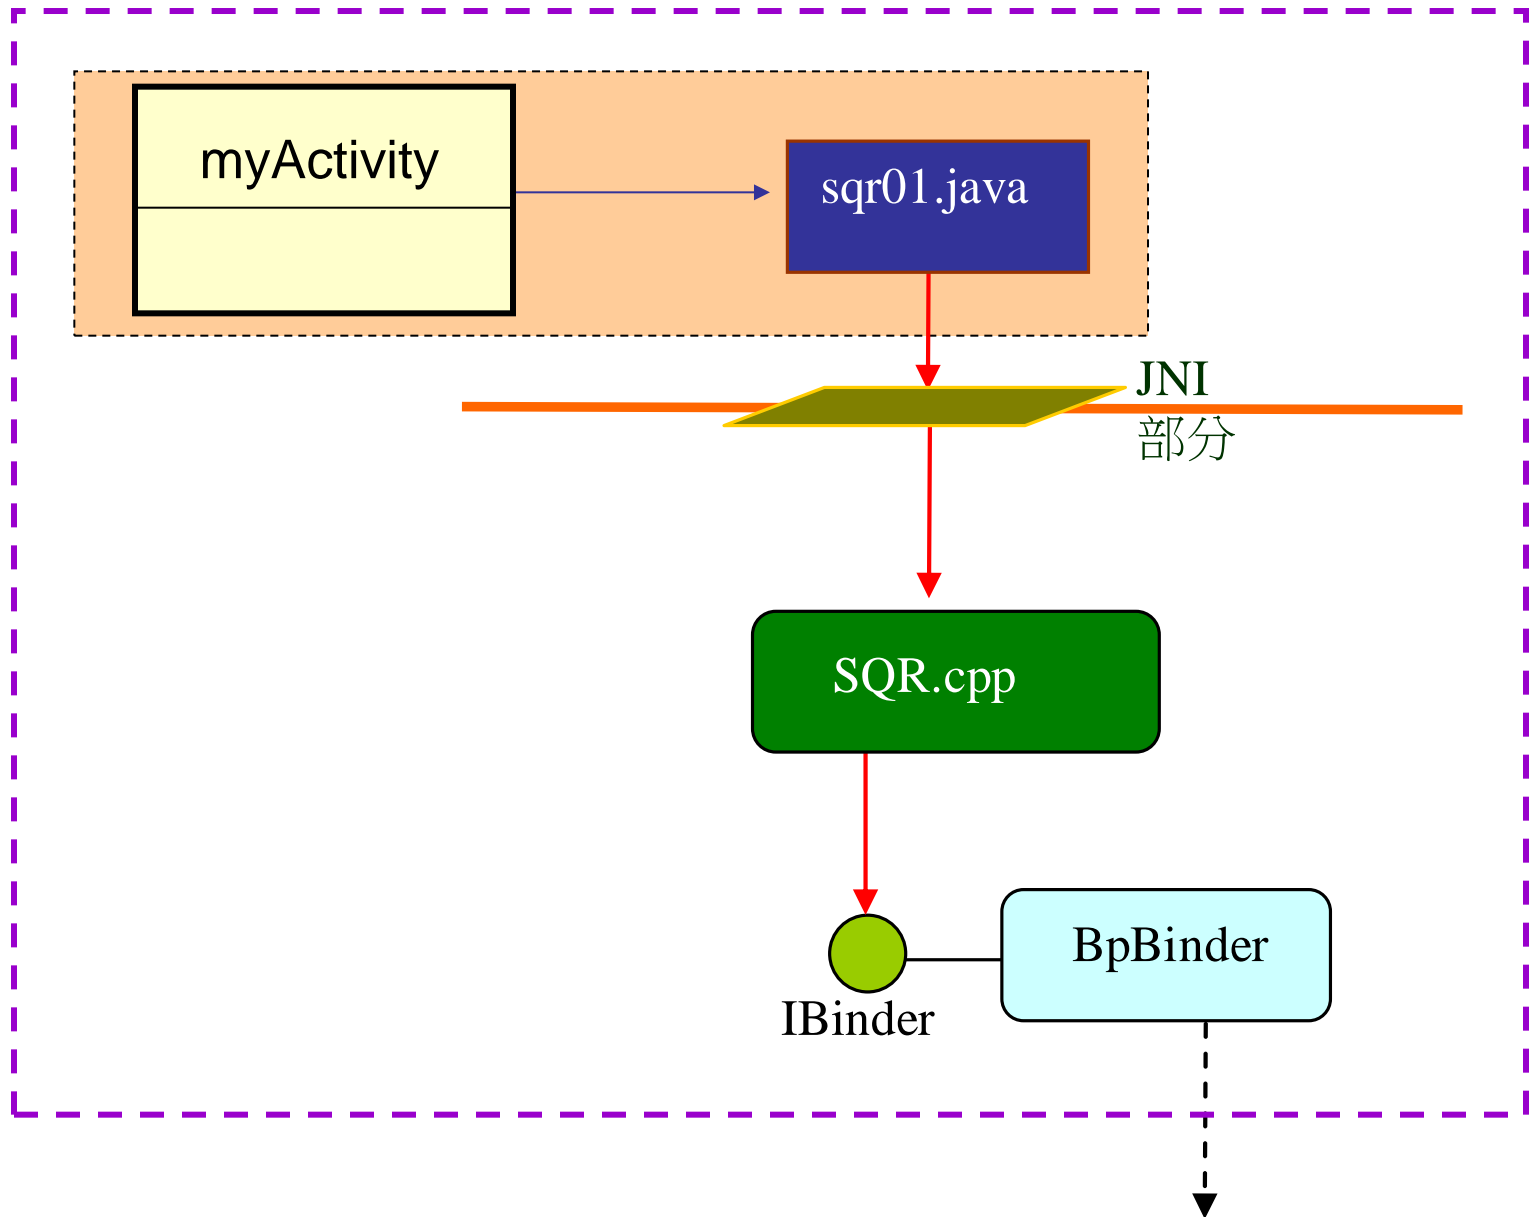 myActivity
sqr01.java
JNI
部分
SQR.cpp
BpBinder
IBinder